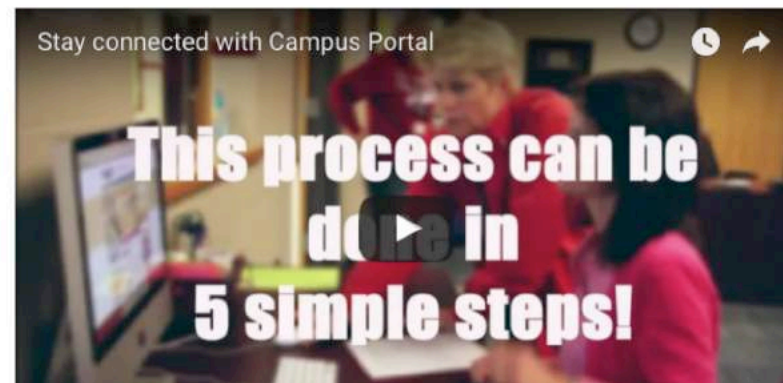 Stay connected with Campus Portal
This process can be
done in
5 simple steps!